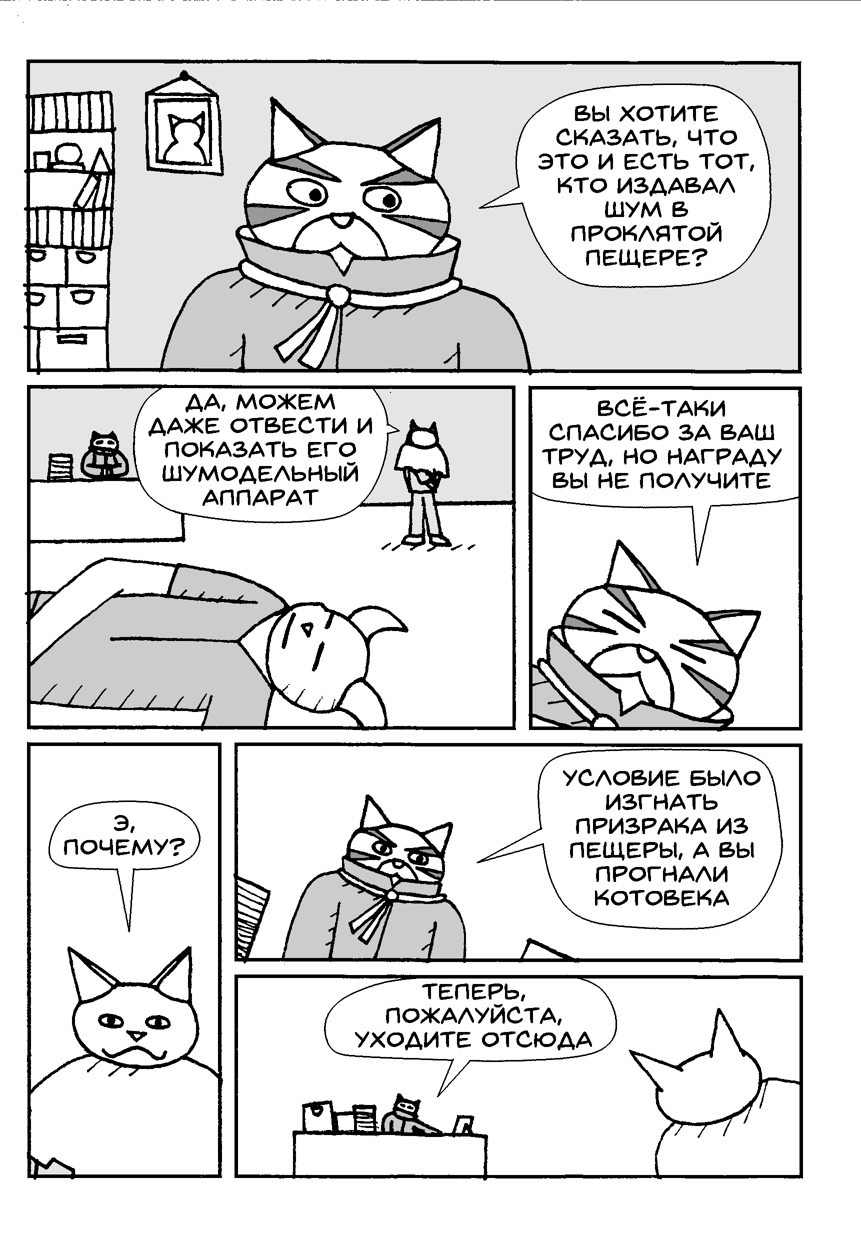 ВЫ ХОТИТЕ
СКАЗАТЬ, ЧТО
ЭТО И ЕСТЬ ТОТ,
КТО ИЗДАВАЛ
ШУМ В
ПРОКЛЯТОЙ
ПЕЩЕРЕ?
ДА, МОЖЕМ
ДАЖЕ ОТВЕСТИ И
ПОКАЗАТЬ ЕГО
ШУМОДЕЛЬНЫЙ
АППАРАТ
ВСЁ-ТАКИ
СПАСИБО ЗА ВАШ
ТРУД, НО НАГРАДУ
ВЫ НЕ ПОЛУЧИТЕ
Э,
ПОЧЕМУ?
УСЛОВИЕ БЫЛО
ИЗГНАТЬ
ПРИЗРАКА ИЗ
ПЕЩЕРЫ, А ВЫ
ПРОГНАЛИ
КОТОВЕКА
ТЕПЕРЬ,
ПОЖАЛУЙСТА,
УХОДИТЕ ОТСЮДА